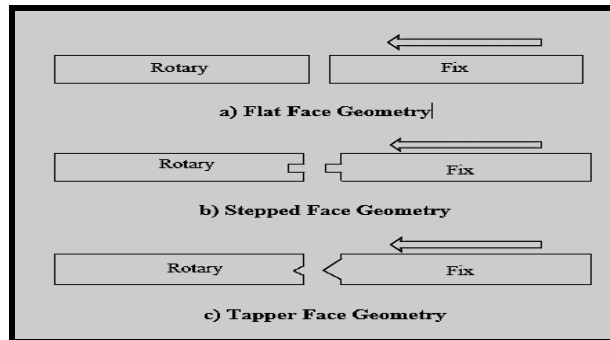 Rotary Fix
a) Flat Face Geometry
Rotary Fix
b) Stepped Face Geometry
Rotary Fix
c) Tapper Face Geometry